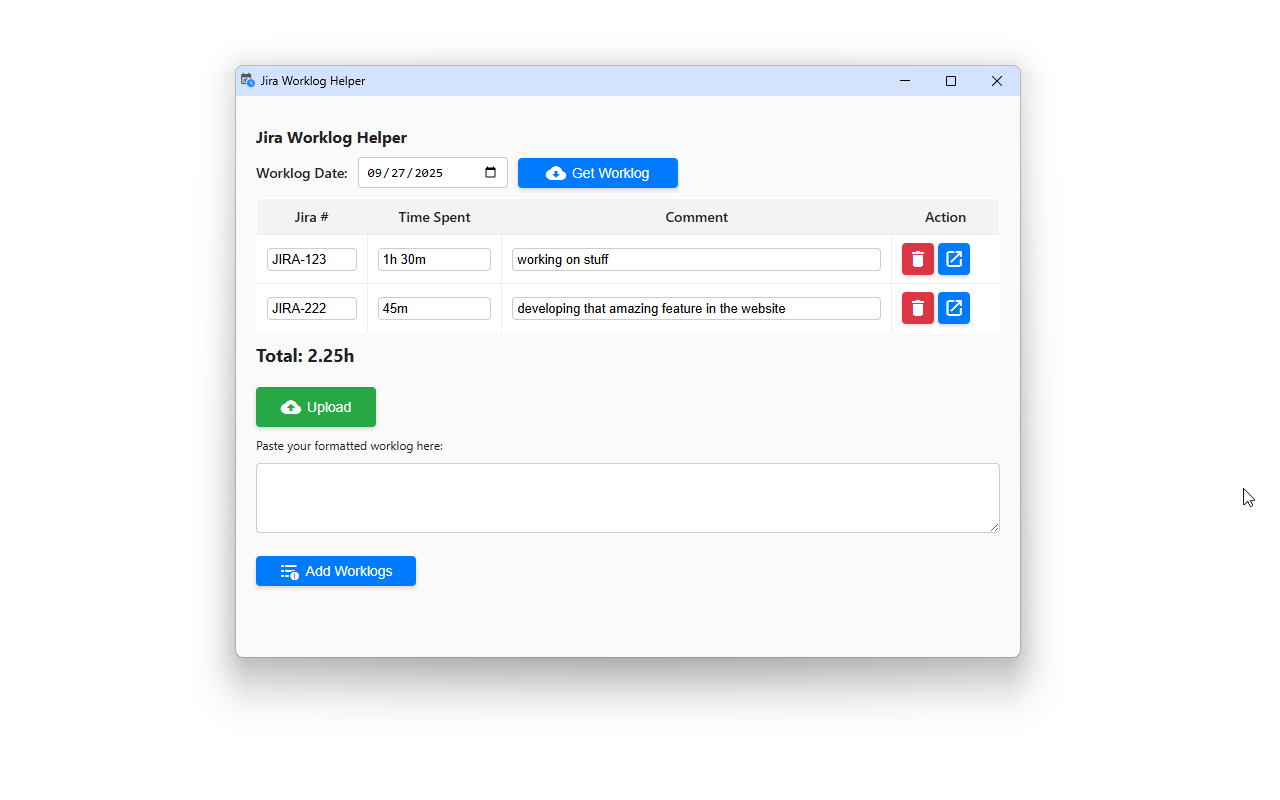 Jira Worklog Helper
Jira Worklog Helper
Worklog Date: 09/27/2025 Get Worklog
Jira # Time Spent Comment Action
JIRA-123 1h 30m working on stuff
JIRA-222 45m developing that amazing feature in the website
Total: 2.25h
Upload
Paste your formatted worklog here:
Add Worklogs